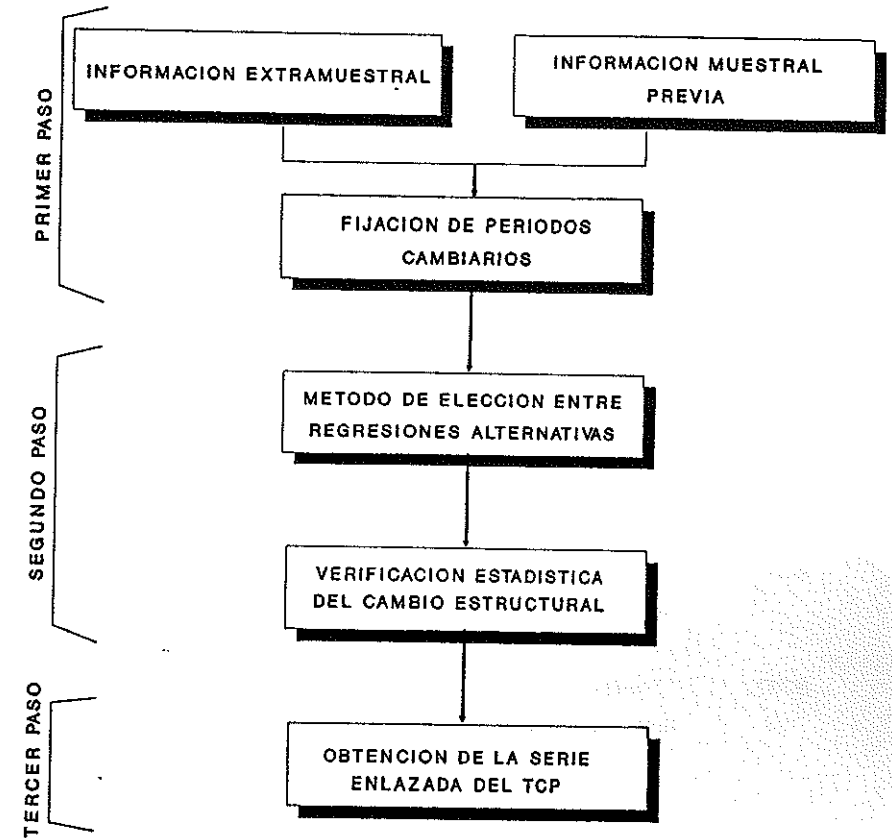 PRIMER PASO
INFORMACION EXTRAMUESTRAL
INFORMACION MUESTRAL
PREVIA
FIJACION DE PERIODOS
CAMBIARIOS
SEGUNDO PASO
METODO DE ELECCION ENTRE
REGRESIONES ALTERNATIVAS
VERIFICACION ESTADISTICA
DEL CAMBIO ESTRUCTURAL
TERCER PASO
OBTENCION DE LA SERIE
ENLAZADA DEL TCP